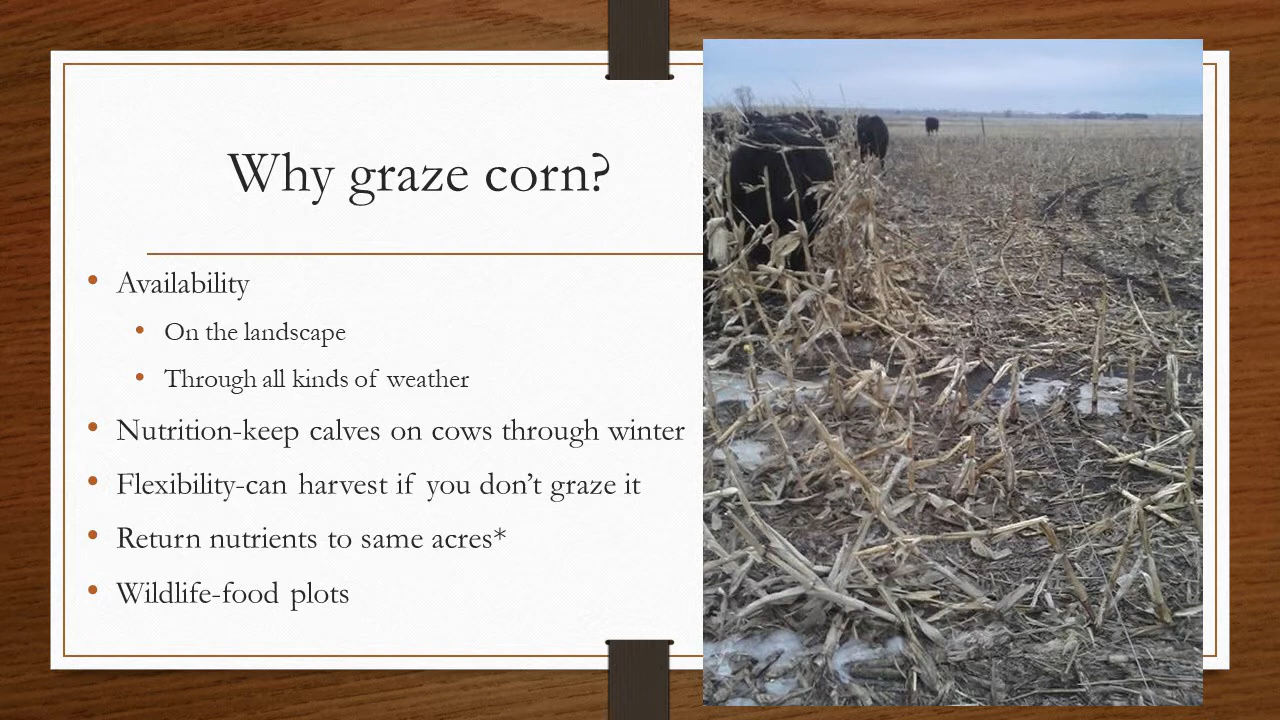 Why graze corn?
• Availability
• On the landscape
• Through all kinds of weather
• Nutrition-keep calves on cows through winter
• Flexibility-can harvest if you don’t graze it
• Return nutrients to same acres*
• Wildlife-food plots